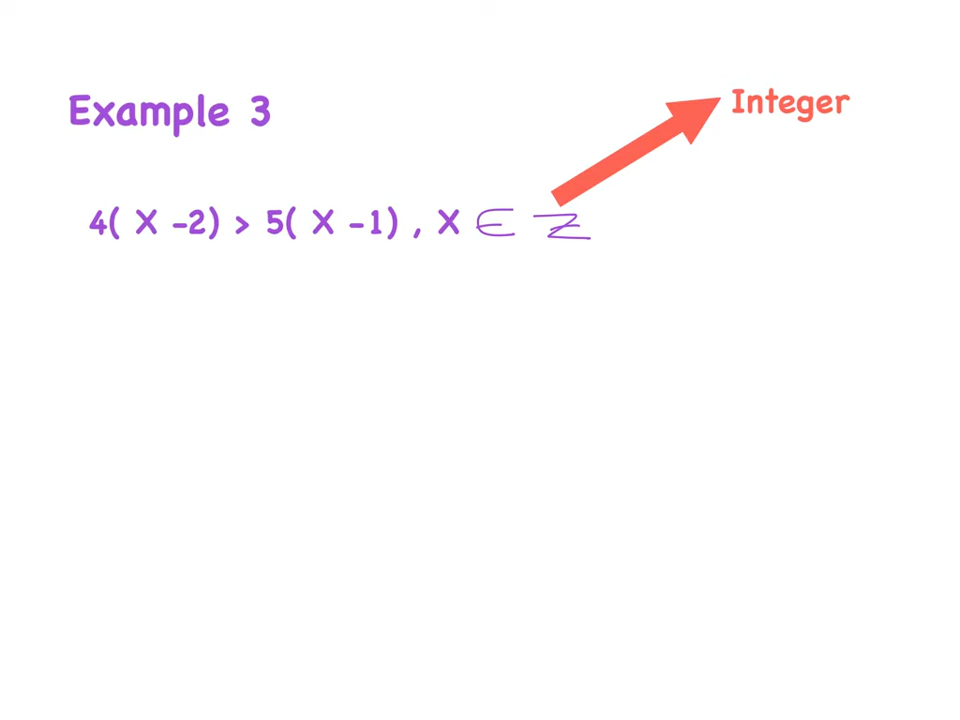 Example 3
Integer
4( X -2) > 5( X -1) , X ∈ Z